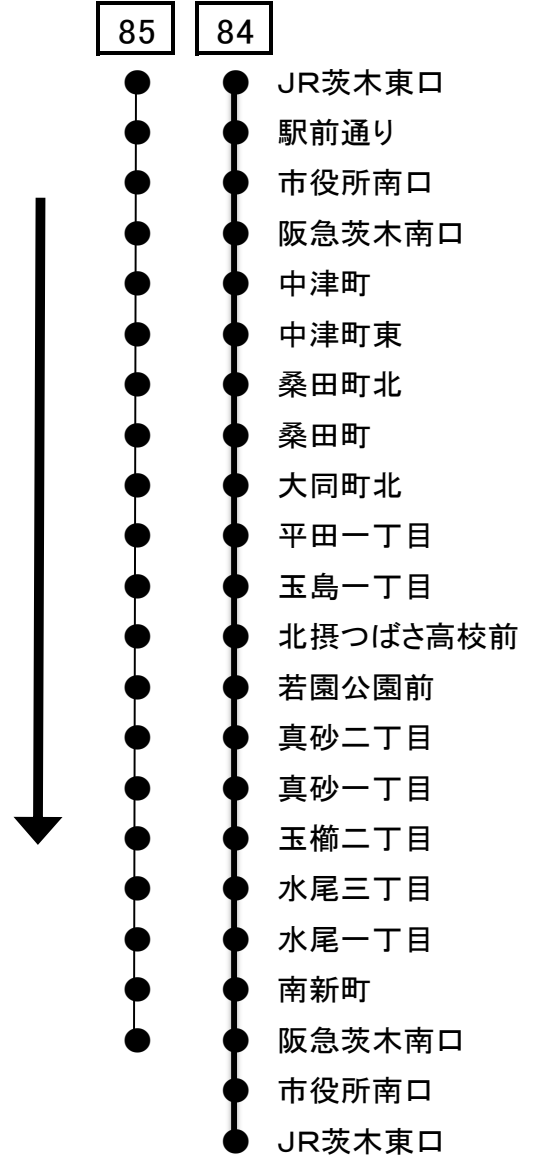 85 84
JR茨木東口
駅前通り
市役所南口
阪急茨木南口
中津町
中津町東
桑田町北
桑田町
大同町北
平田一丁目
玉島一丁目
北摂つばさ高校前
若園公園前
真砂二丁目
真砂一丁目
玉櫛二丁目
水尾三丁目
水尾一丁目
南新町
阪急茨木南口
市役所南口
JR茨木東口